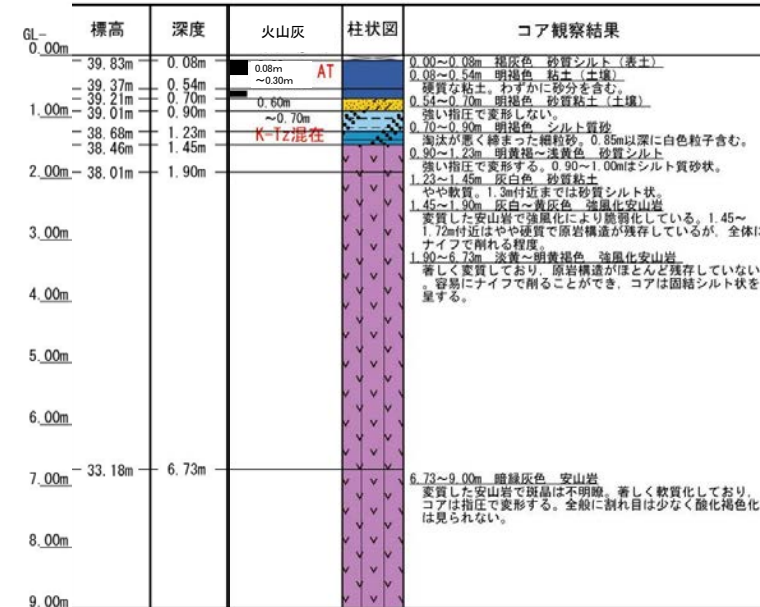 GL-
標高
深度
火山灰
柱状図
コア観察結果
0.00m
39.83m
0.08m
39.37m
0.54m
39.21m
0.70m
1.00m
39.01m
0.90m
38.68m
1.23m
38.46m
1.45m
2.00m
38.01m
1.90m
3.00m
4.00m
5.00m
6.00m
33.18m
6.73m
7.00m
8.00m
9.00m
0.08m
～0.30m
AT
0.60m
～0.70m
K-Tz混在
0.00～0.08m 褐灰色 砂質シルト（表土）
0.08～0.54m 明褐色 粘土（土壌）
硬質な粘土。わずかに砂分を含む。
0.54～0.70m 明褐色 砂質粘土（土壌）
強い指圧で変形しない。
0.70～0.90m 明褐色 シルト質砂
淘汰が悪く締まった細粒砂。0.85m以深に白色粒子含む。
0.90～1.23m 明黄褐～浅黄色 砂質シルト
強い指圧で変形する。0.90～1.00mはシルト質砂状。
1.23～1.45m 灰白色 砂質粘土
やや軟質。1.3m付近までは砂質シルト状。
1.45～1.90m 灰白～黄灰色 強風化安山岩
変質した安山岩で強風化により脆弱化している。1.45～
1.72m付近はやや硬質で原岩構造が残存しているが、全体に
ナイフで削れる程度。
1.90～6.73m 淡黄～明黄褐色 強風化安山岩
著しく変質しており、原岩構造がほとんど残存していない
。容易にナイフで削ることができ、コアは固結シルト状を
呈する。
6.73～9.00m 暗緑灰色 安山岩
変質した安山岩で斑晶は不明瞭。著しく軟質化しており、
コアは指圧で変形する。全般に割れ目は少なく酸化褐色化
は見られない。